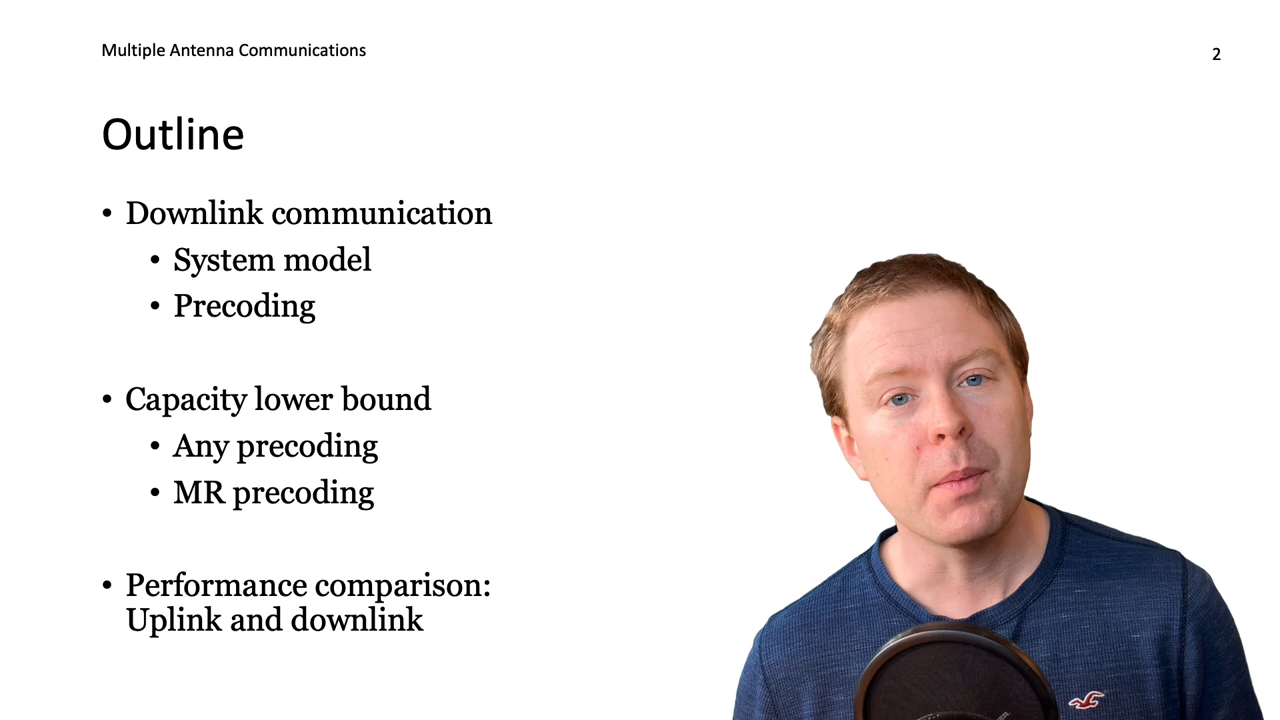 Multiple Antenna Communications
2
Outline
• Downlink communication
• System model
• Precoding
• Capacity lower bound
• Any precoding
• MR precoding
• Performance comparison:
Uplink and downlink